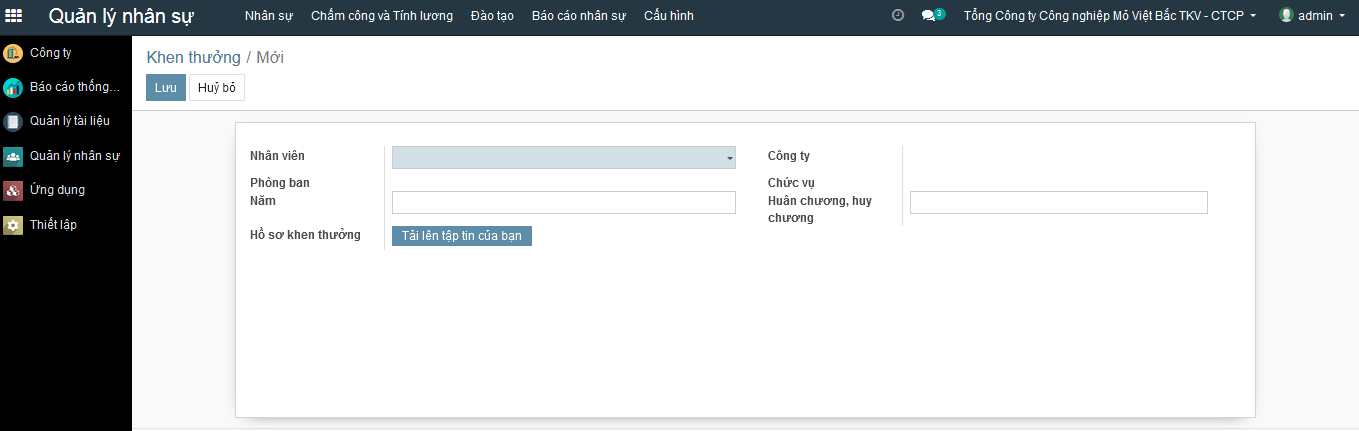 Quản lý nhân sự Nhân sự Chấm công và Tính lương Đào tạo Báo cáo nhân sự Cấu hình 3 Tổng Công ty Công nghiệp Mỏ Việt Bắc TKV - CTCP admin
Công ty
Báo cáo thống...
Quản lý tài liệu
Quản lý nhân sự
Ứng dụng
Thiết lập
Khen thưởng / Mới
Lưu Huỷ bỏ
Nhân viên Công ty
Phòng ban Chức vụ
Năm Huân chương, huy
chương
Hồ sơ khen thưởng Tải lên tập tin của bạn